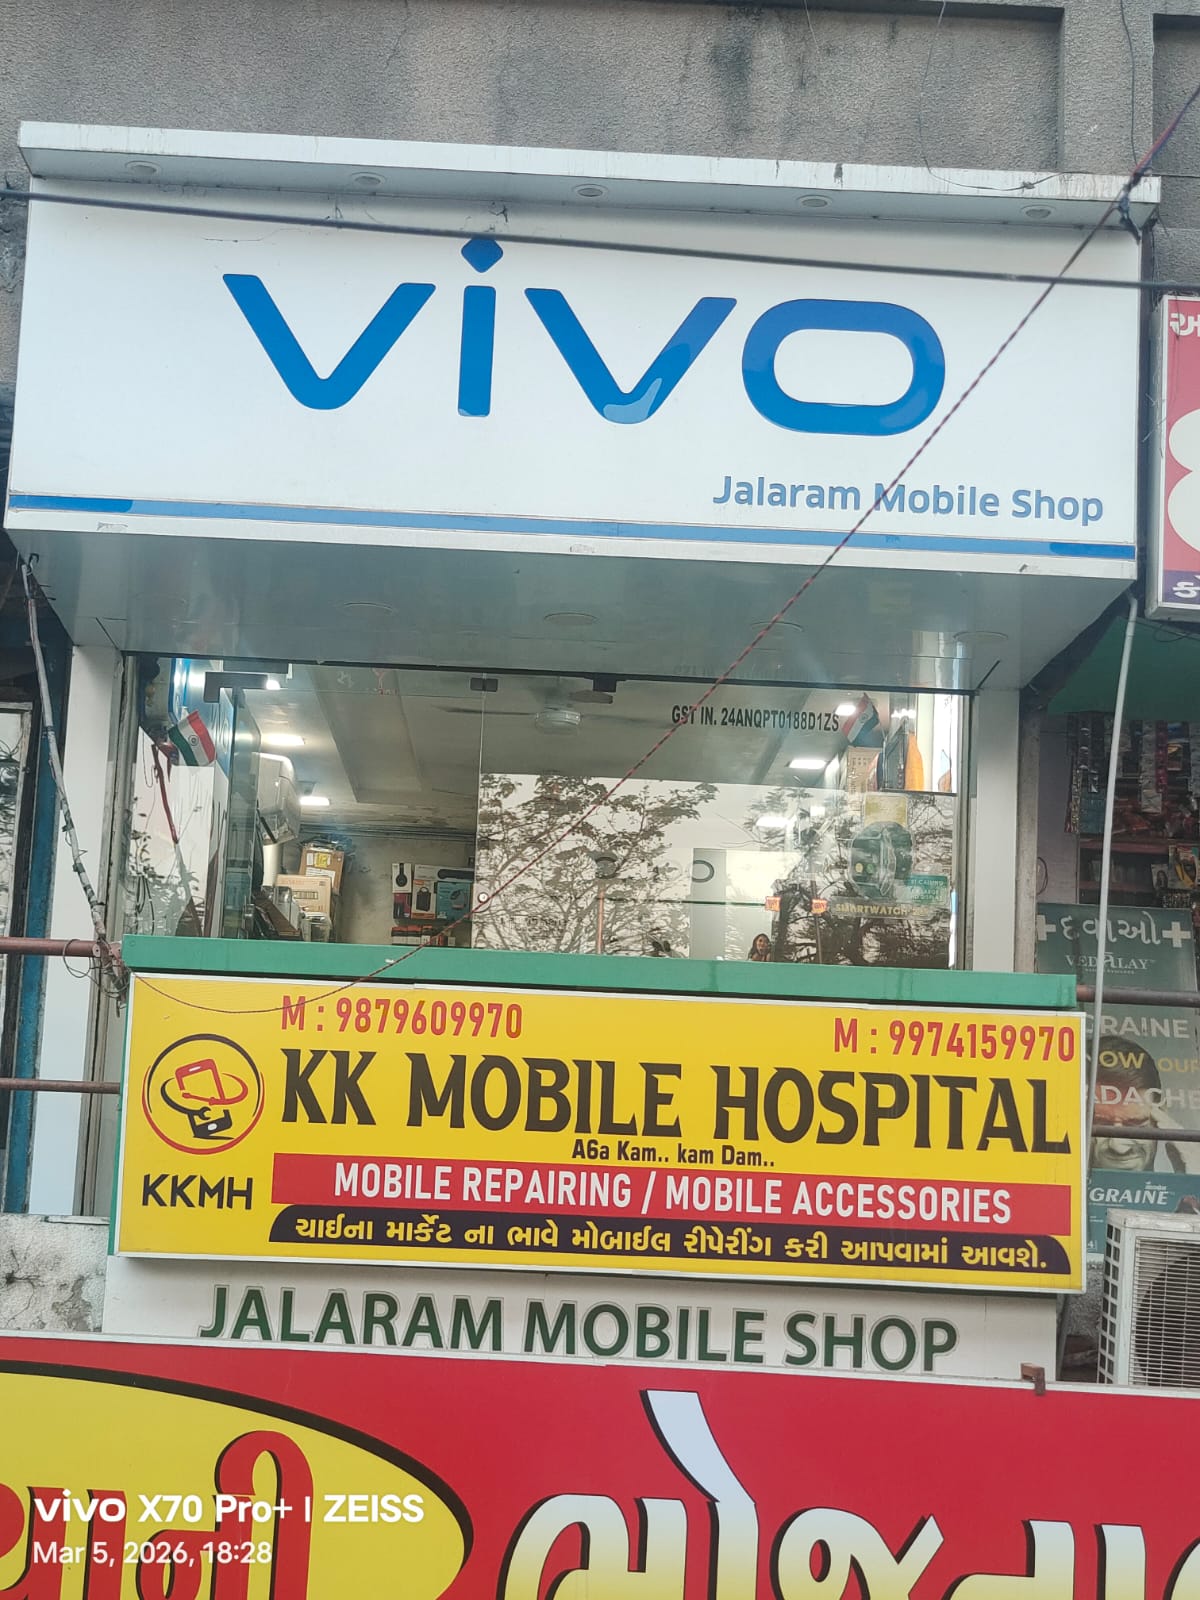 vivo
Jalaram Mobile Shop
GST IN. 24ANQPT0188D1ZS
SMARTWATCH
+દવાઓ+
VEDALAY
M : 9879609970
M : 9974159970
KK MOBILE HOSPITAL
A6a Kam.. kam Dam..
KKMH
MOBILE REPAIRING / MOBILE ACCESSORIES
ચાઈના માર્કેટ ના ભાવે મોબાઈલ રીપેરીંગ કરી આપવામાં આવશે.
JALARAM MOBILE SHOP
vivo X70 Pro+ | ZEISS
Mar 5, 2026, 18:28